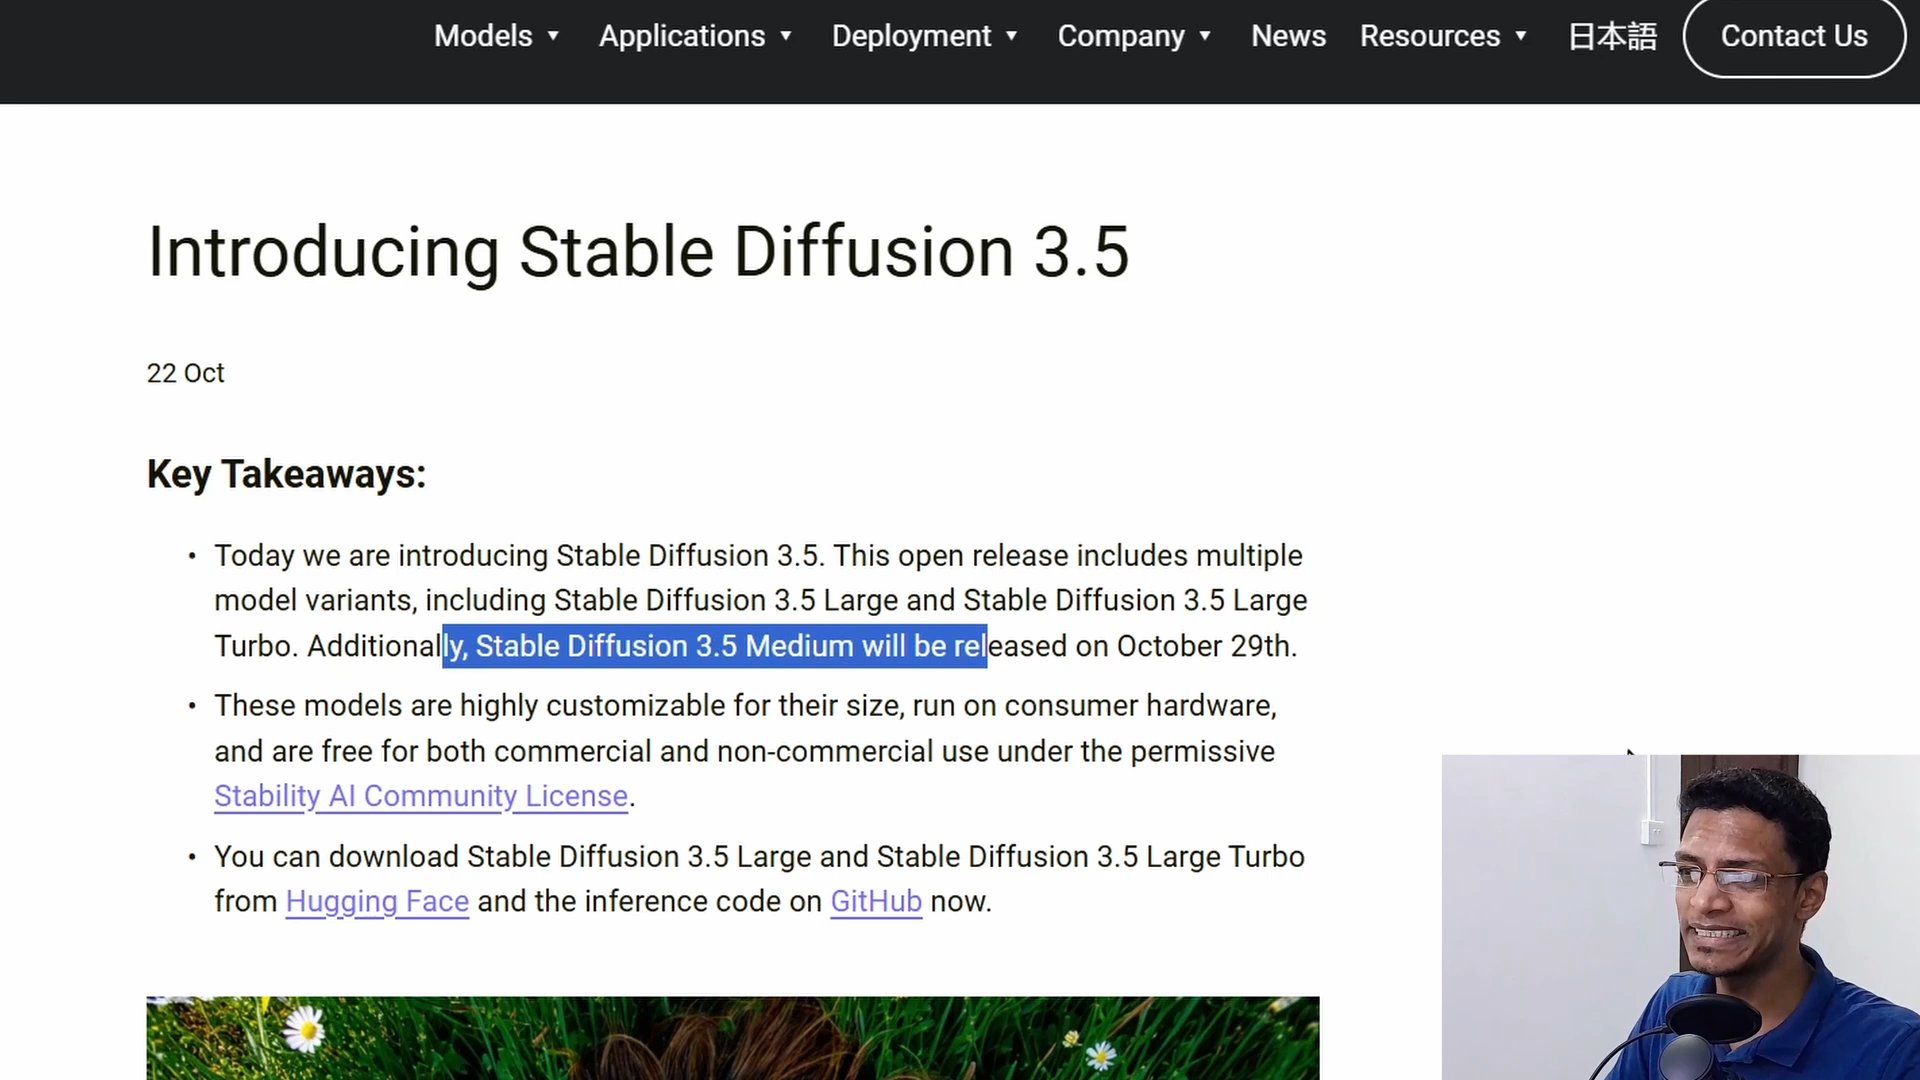 Models ▼ Applications ▼ Deployment ▼ Company ▼ News Resources ▼ 日本語 Contact Us
Introducing Stable Diffusion 3.5
22 Oct
Key Takeaways:
• Today we are introducing Stable Diffusion 3.5. This open release includes multiple
model variants, including Stable Diffusion 3.5 Large and Stable Diffusion 3.5 Large
Turbo. Additionally, Stable Diffusion 3.5 Medium will be released on October 29th.
• These models are highly customizable for their size, run on consumer hardware,
and are free for both commercial and non-commercial use under the permissive
Stability AI Community License.
• You can download Stable Diffusion 3.5 Large and Stable Diffusion 3.5 Large Turbo
from Hugging Face and the inference code on GitHub now.